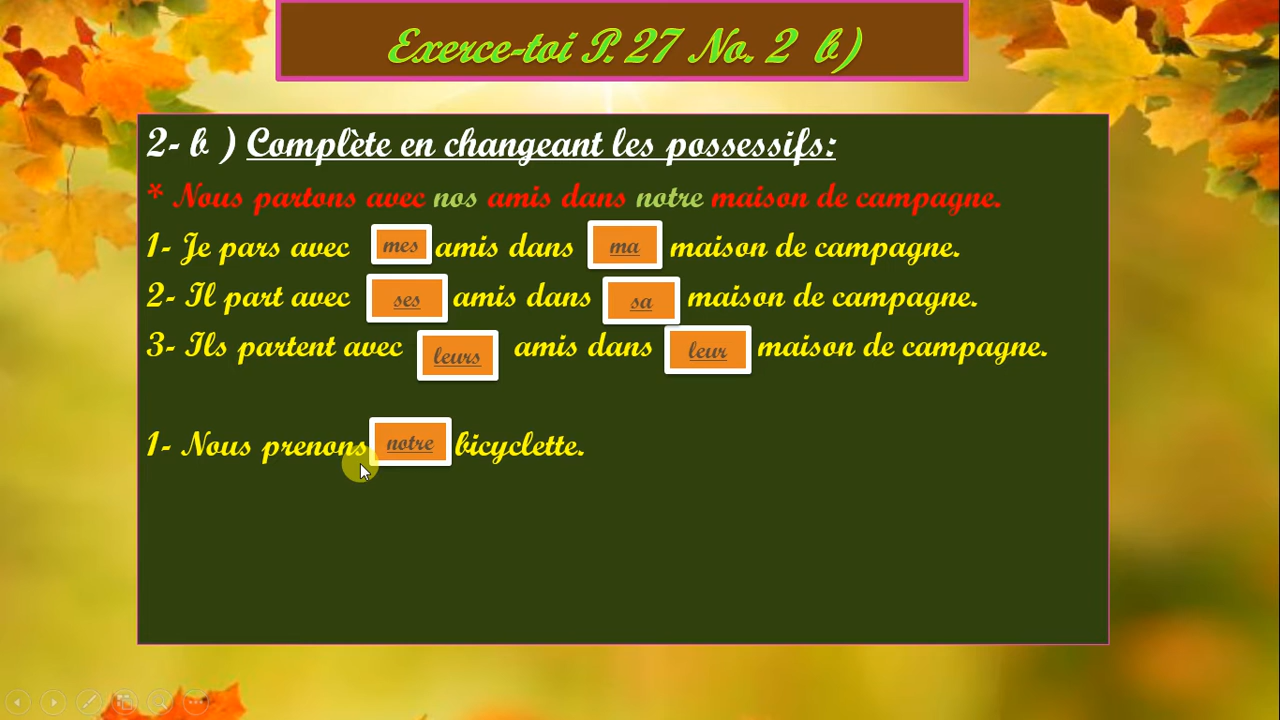 Exerce-toi P. 27 No. 2 b)
2- b ) Complète en changeant les possessifs:
* Nous partons avec nos amis dans notre maison de campagne.
1- Je pars avec mes amis dans ma maison de campagne.
2- Il part avec ses amis dans sa maison de campagne.
3- Ils partent avec leurs amis dans leur maison de campagne.
1- Nous prenons notre bicyclette.